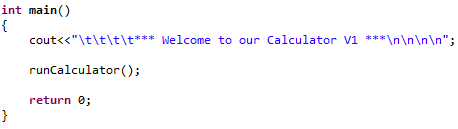 int main()
{
cout<<"\t\t\t\t*** Welcome to our Calculator V1 ***\n\n\n\n";
runCalculator();
return 0;
}